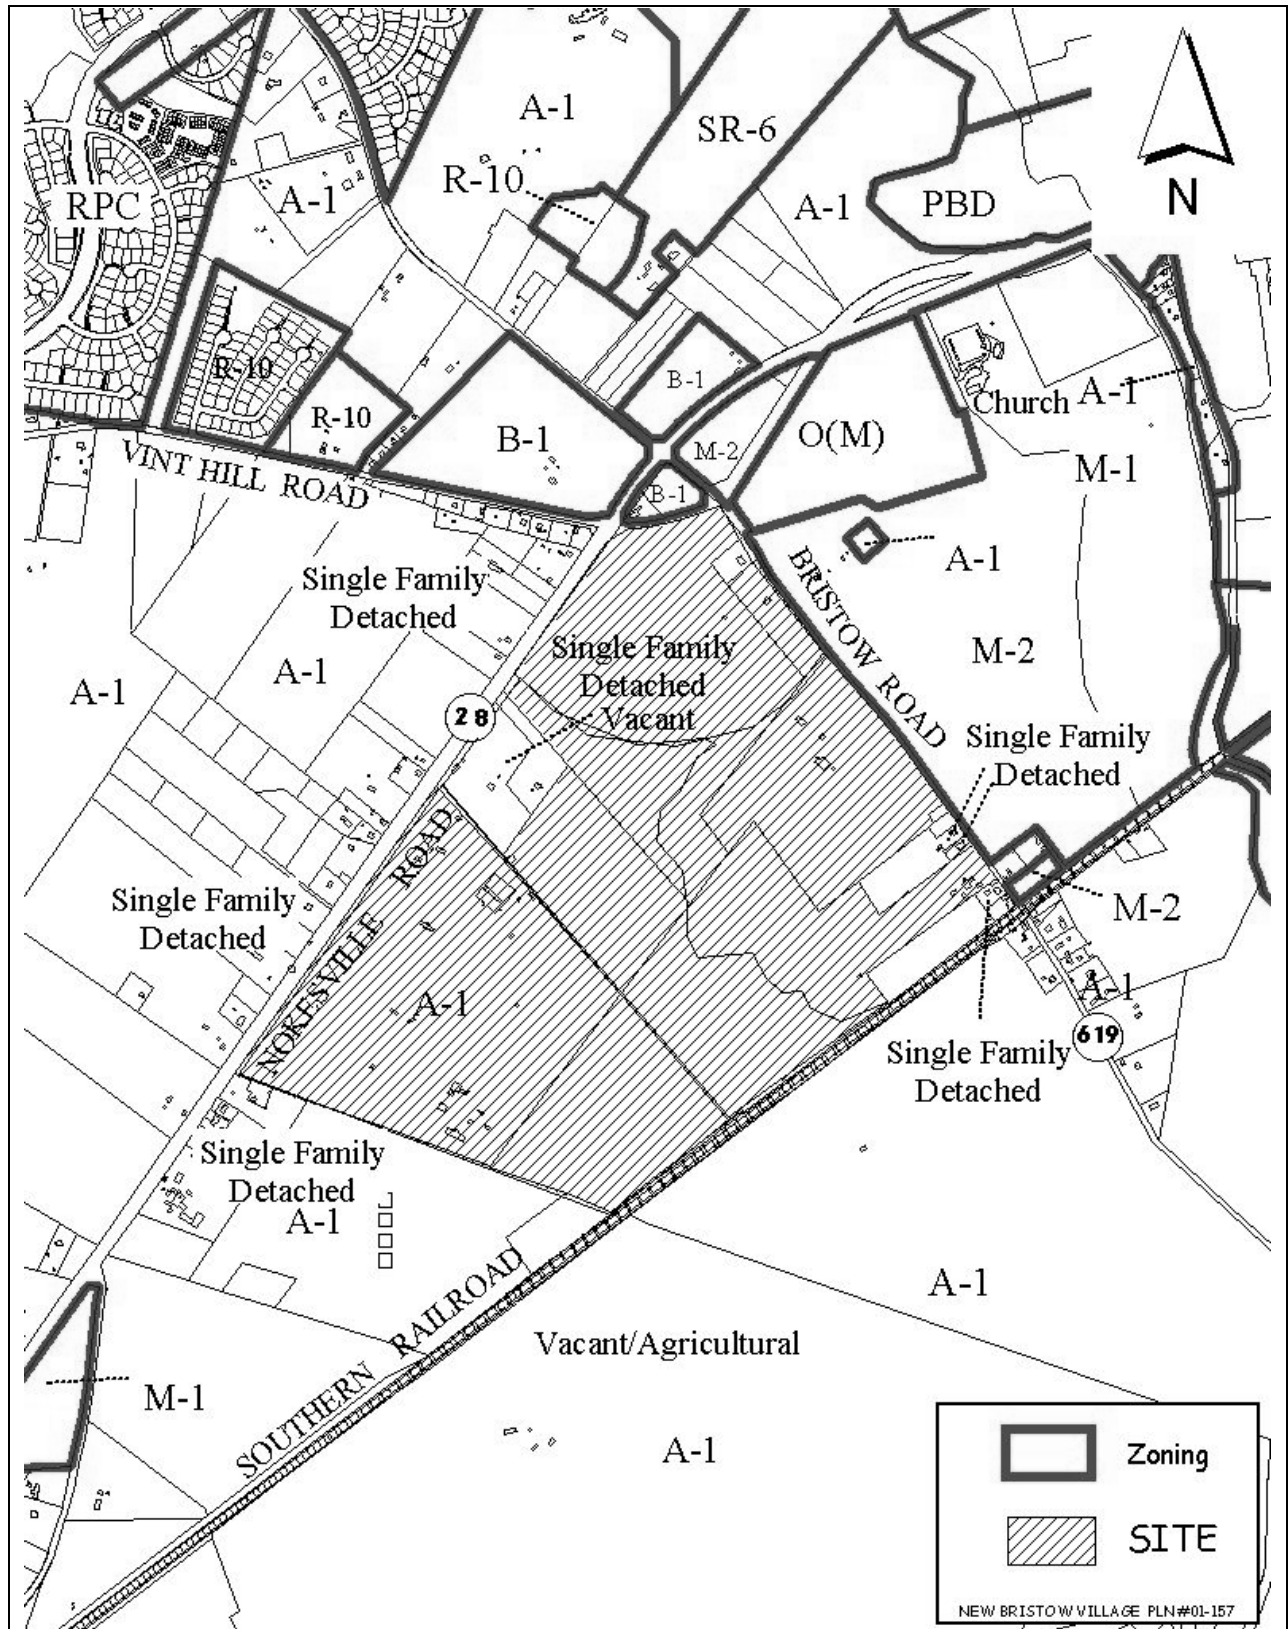 A-1
SR-6
R-10
A-1
A-1
RPC
PBD
N
R-10
B-1
Church
A-1
R-10
B-1
M-2
O(M)
M-1
VINT HILL ROAD
B-1
A-1
BRISTOW ROAD
Single Family
Detached
Single Family
Detached
Vacant
M-2
A-1
A-1
28
Single Family
Detached
NOKESVILLE ROAD
Single Family
Detached
M-2
A-1
A-1
619
Single Family
Detached
Single Family
Detached
A-1
A-1
SOUTHERN RAILROAD
Vacant/Agricultural
M-1
A-1
Zoning
SITE
NEW BRISTOW VILLAGE PLN#01-157